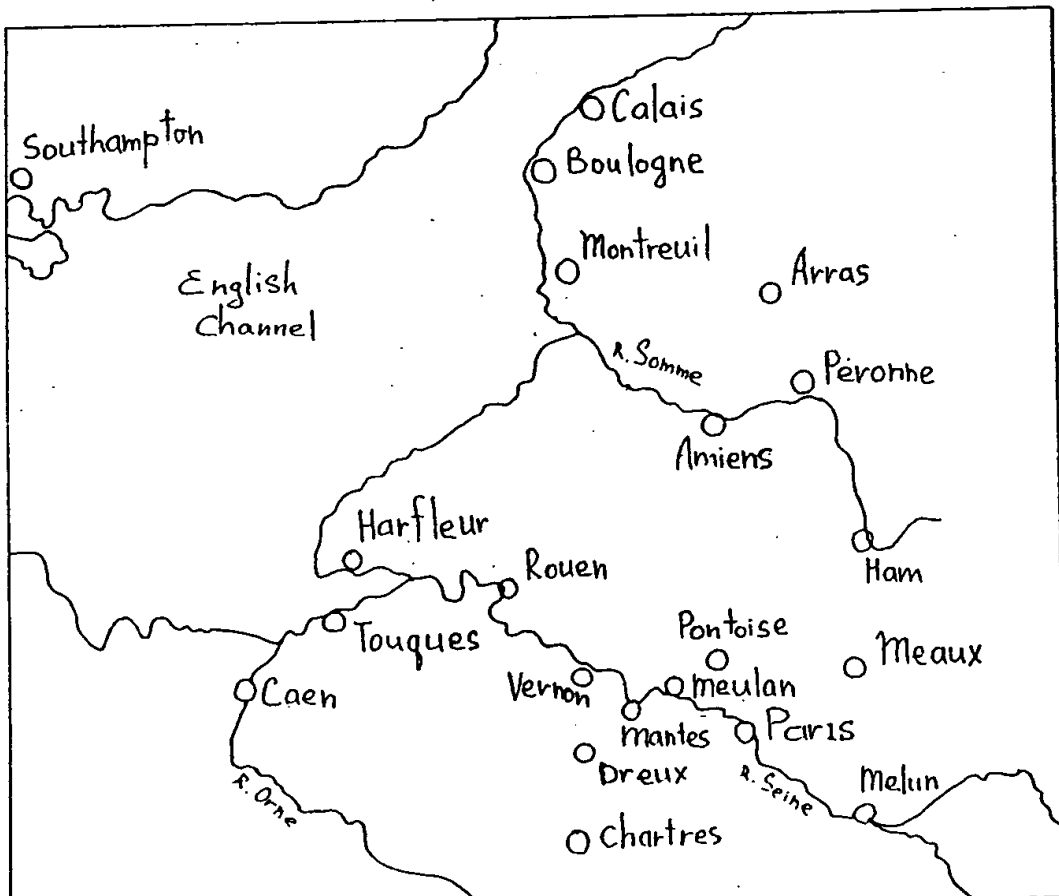 Calais
Southampton
Boulogne
Montreuil
Arras
English
Channel
R. Somme
Péronne
Amiens
Harfleur
Rouen
Ham
Touques
Pontoise
Meaux
Vernon
Meulan
Caen
Mantes
Paris
Dreux
R. Seine
Melun
R. Orne
Chartres